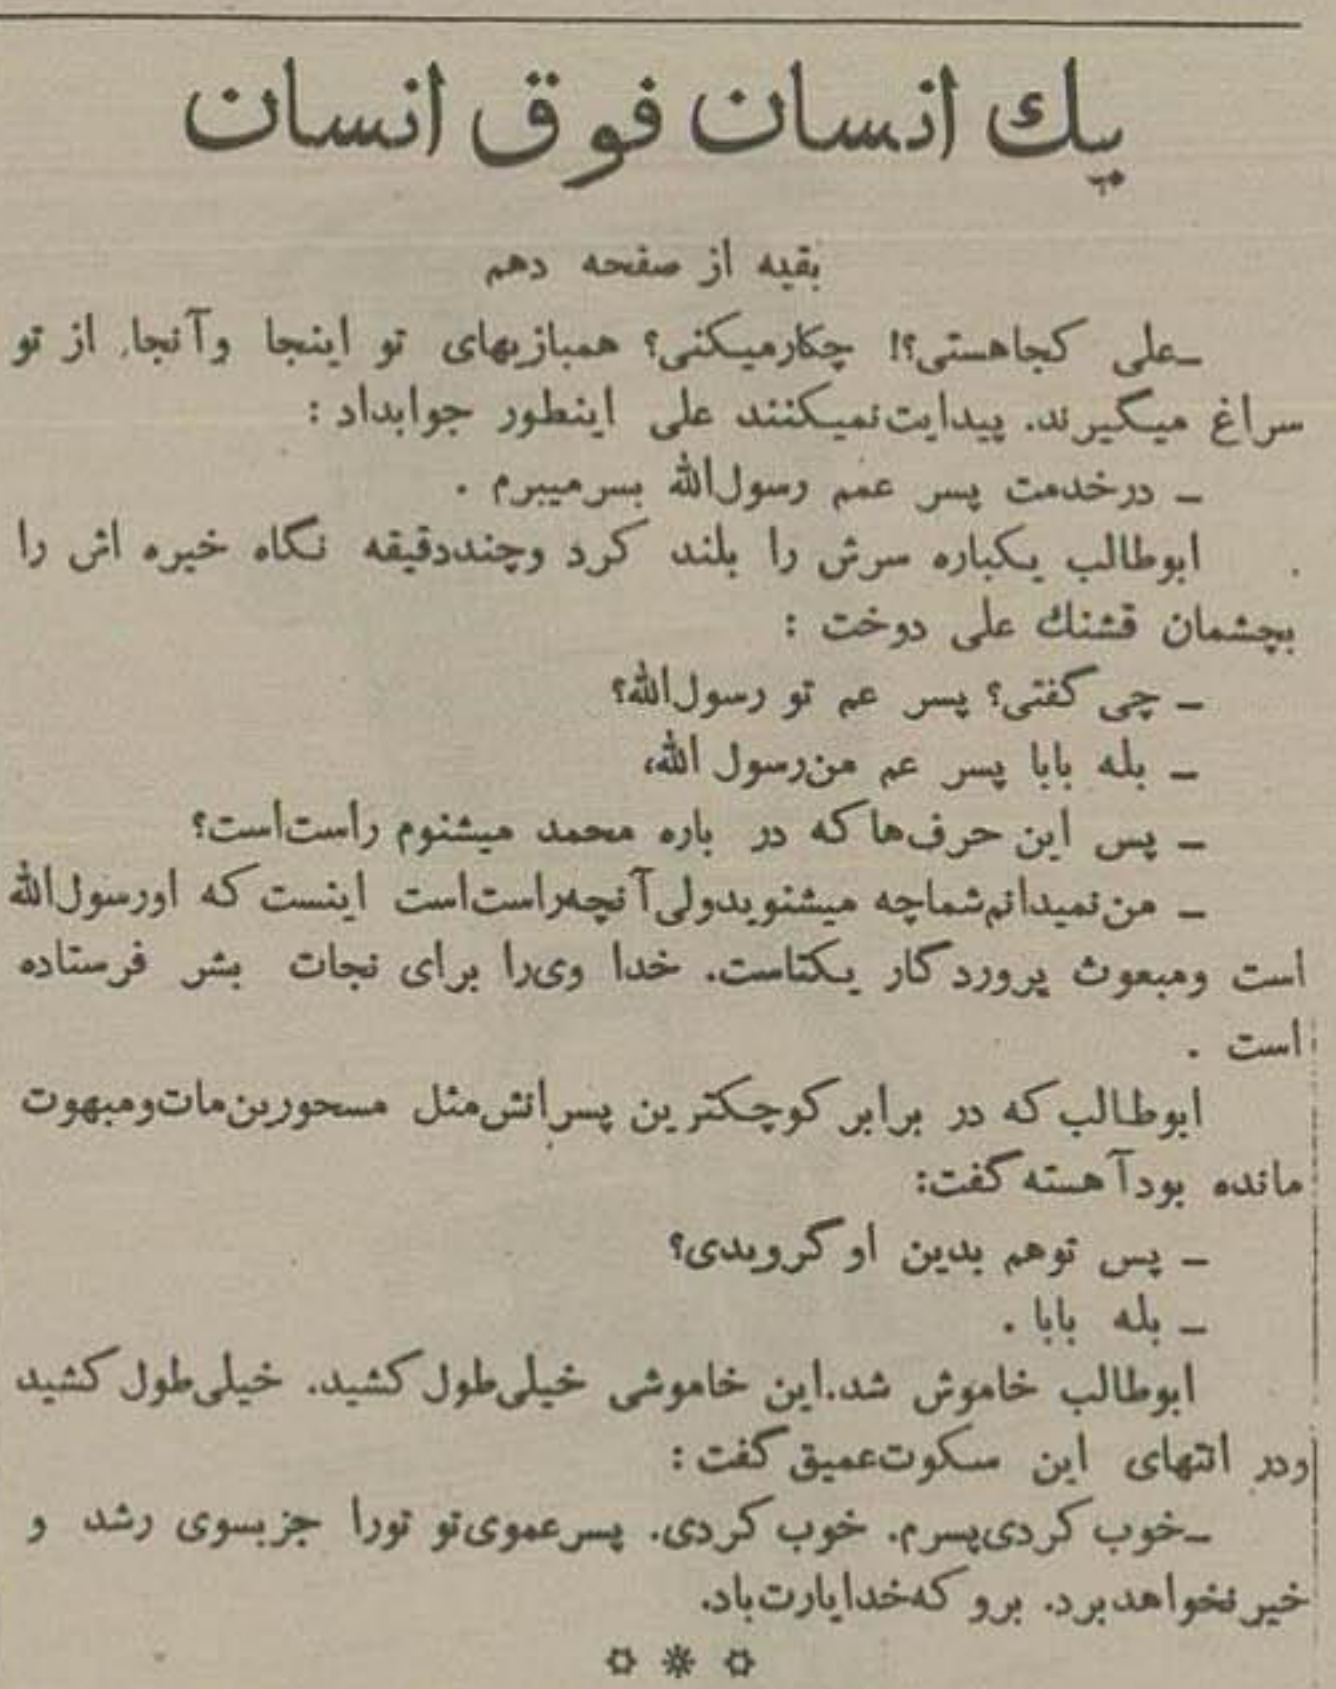 یك انسان فوق انسان
بقیه از صفحه دهم
ـعلی کجاهستی؟! چکارمیکنی؟ همبازیهای تو اینجا وآنجا. از تو
سراغ میگیرند. پیدایت‌نمیکنند علی اینطور جوابداد :
ـ درخدمت پسر عمم رسول‌الله بسرمیبرم .
ابوطالب یکباره سرش را بلند کرد وچنددقیقه نگاه خیره اش را
بچشمان قشنك علی دوخت :
ـ چی گفتی؟ پسر عم تو رسول‌الله؟
ـ بله بابا پسر عم من‌رسول الله،
ـ پس این حرف‌ها که در باره محمد میشنوم راست‌است؟
ـ من‌نمیدانم‌شماچه میشنویدولی‌آنچه‌راست‌است اینست که اورسول‌الله
است ومبعوث پروردگار یکتاست. خدا وی‌را برای نجات بشر فرستاده
است .
ابوطالب که در برابر کوچکترین پسرانش‌مثل مسحورین‌مات‌ومبهوت
مانده بودآهسته گفت:
ـ پس توهم بدین او گرویدی؟
ـ بله بابا .
ابوطالب خاموش شد.این خاموشی خیلی‌طول کشید. خیلی‌طول کشید
ودر انتهای این سکوت‌عمیق گفت :
ـخوب کردی‌پسرم. خوب کردی. پسرعموی‌تو تورا جزبسوی رشد و
خیرنخواهدبرد. برو که‌خدایارت‌باد.